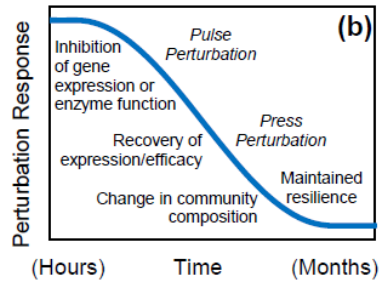 (b)
Pulse
Perturbation
Inhibition
of gene
expression or
enzyme function
Press
Perturbation
Recovery of
expression/efficacy
Maintained
resilience
Change in community
composition
Perturbation Response
(Hours)
Time
(Months)